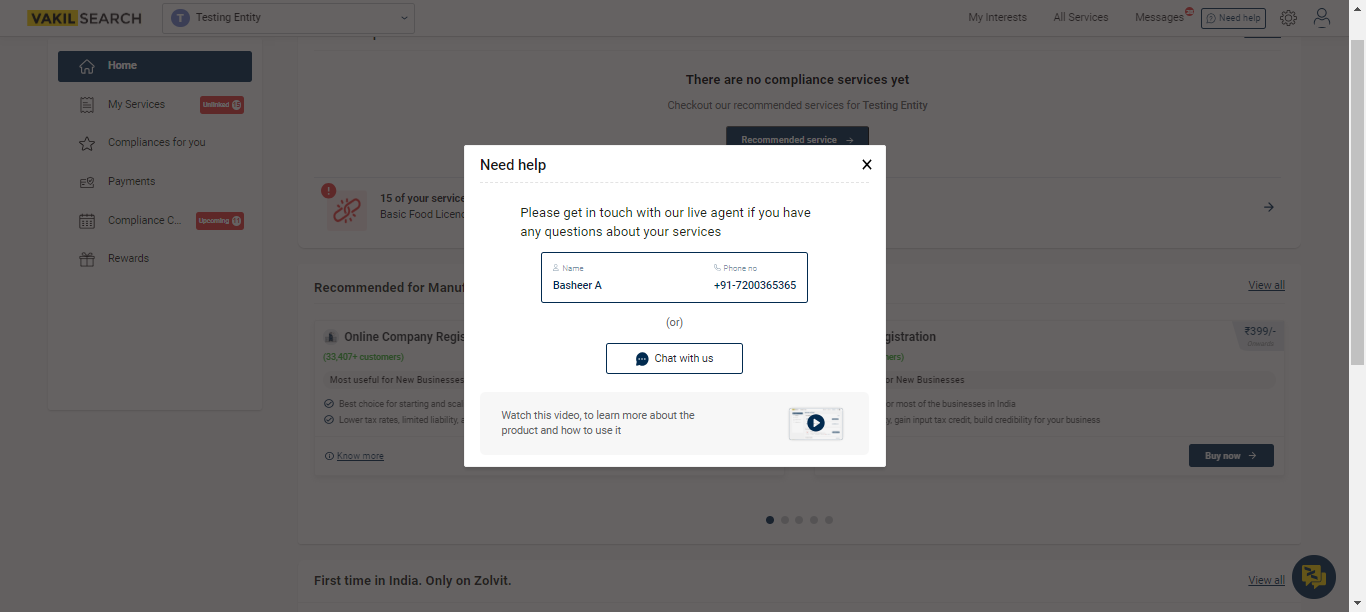 VAKILSEARCH
T Testing Entity
My Interests
All Services
Messages
Need help
Home
My Services
Unlinked 15
Compliances for you
Payments
Compliance C...
Upcoming
Rewards
There are no compliance services yet
Checkout our recommended services for Testing Entity
Recommended service
15 of your service
Basic Food Licenc
Need help
Please get in touch with our live agent if you have
any questions about your services
Name
Phone no
Basheer A
+91-7200365365
(or)
Chat with us
Watch this video, to learn more about the
product and how to use it
Recommended for Manuf
View all
Online Company Regis
(33,407+ customers)
Most useful for New Businesses
Best choice for starting and scal
Lower tax rates, limited liability, a
Know more
gistration
₹399/-
ners)
or New Businesses
or most of the businesses in India
y, gain input tax credit, build credibility for your business
Buy now
First time in India. Only on Zolvit.
View all